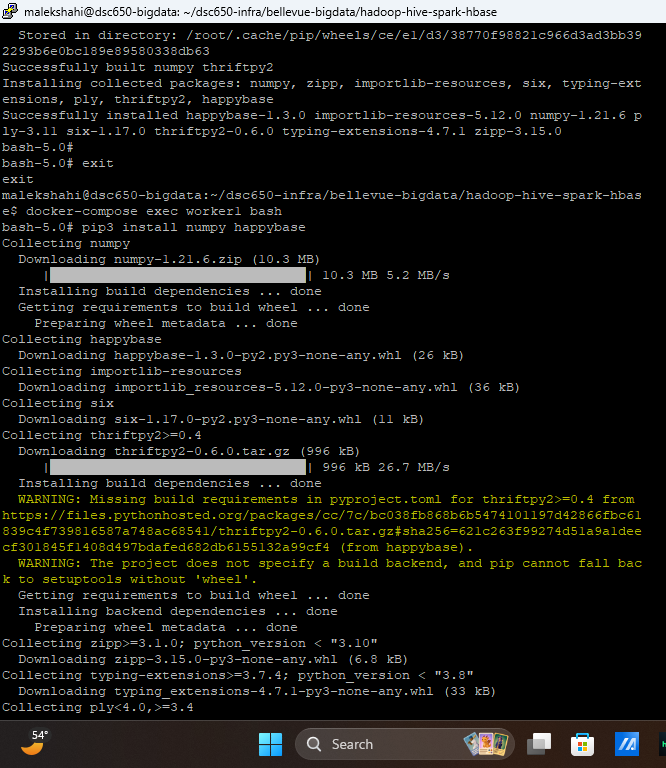 malekshahi@dsc650-bigdata: ~/dsc650-infra/bellevue-bigdata/hadoop-hive-spark-hbase
Stored in directory: /root/.cache/pip/wheels/ce/e1/d3/38770f98821c966d3ad3bb39
2293b6e0bc189e89580338db63
Successfully built numpy thriftpy2
Installing collected packages: numpy, zipp, importlib-resources, six, typing-ext
ensions, ply, thriftpy2, happybase
Successfully installed happybase-1.3.0 importlib-resources-5.12.0 numpy-1.21.6 p
ly-3.11 six-1.17.0 thriftpy2-0.6.0 typing-extensions-4.7.1 zipp-3.15.0
bash-5.0#
bash-5.0# exit
exit
malekshahi@dsc650-bigdata:~/dsc650-infra/bellevue-bigdata/hadoop-hive-spark-hbas
e$ docker-compose exec worker1 bash
bash-5.0# pip3 install numpy happybase
Collecting numpy
Downloading numpy-1.21.6.zip (10.3 MB)
| | 10.3 MB 5.2 MB/s
Installing build dependencies ... done
Getting requirements to build wheel ... done
Preparing wheel metadata ... done
Collecting happybase
Downloading happybase-1.3.0-py2.py3-none-any.whl (26 kB)
Collecting importlib-resources
Downloading importlib_resources-5.12.0-py3-none-any.whl (36 kB)
Collecting six
Downloading six-1.17.0-py2.py3-none-any.whl (11 kB)
Collecting thriftpy2>=0.4
Downloading thriftpy2-0.6.0.tar.gz (996 kB)
| | 996 kB 26.7 MB/s
Installing build dependencies ... done
WARNING: Missing build requirements in pyproject.toml for thriftpy2>=0.4 from
https://files.pythonhosted.org/packages/cc/7c/bc038fb868b6b5474101197d42866fbc61
839c4f739816587a748ac68541/thriftpy2-0.6.0.tar.gz#sha256=621c263f99274d51a9a1dee
cf301845f1408d497bdafed682db6155132a99cf4 (from happybase).
WARNING: The project does not specify a build backend, and pip cannot fall bac
k to setuptools without 'wheel'.
Getting requirements to build wheel ... done
Installing backend dependencies ... done
Preparing wheel metadata ... done
Collecting zipp>=3.1.0; python_version < "3.10"
Downloading zipp-3.15.0-py3-none-any.whl (6.8 kB)
Collecting typing-extensions>=3.7.4; python_version < "3.8"
Downloading typing_extensions-4.7.1-py3-none-any.whl (33 kB)
Collecting ply<4.0,>=3.4
54°
Search